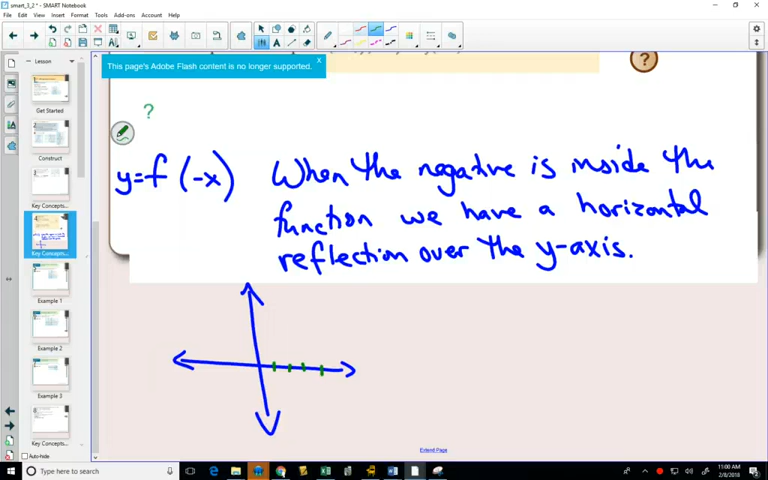 smart_3_2 * - SMART Notebook
File Edit View Insert Format Tools Add-ons Account Help
Lesson
This page's Adobe Flash content is no longer supported. X
?
?
y=f(-x) When the negative is inside the
function we have a horizontal
reflection over the y-axis.
Get Started
Construct
Key Concepts...
Key Concepts...
Example 1
Example 2
Example 3
Key Concepts...
Auto-hide
Extend Page
Type here to search
11:00 AM
2/8/2018